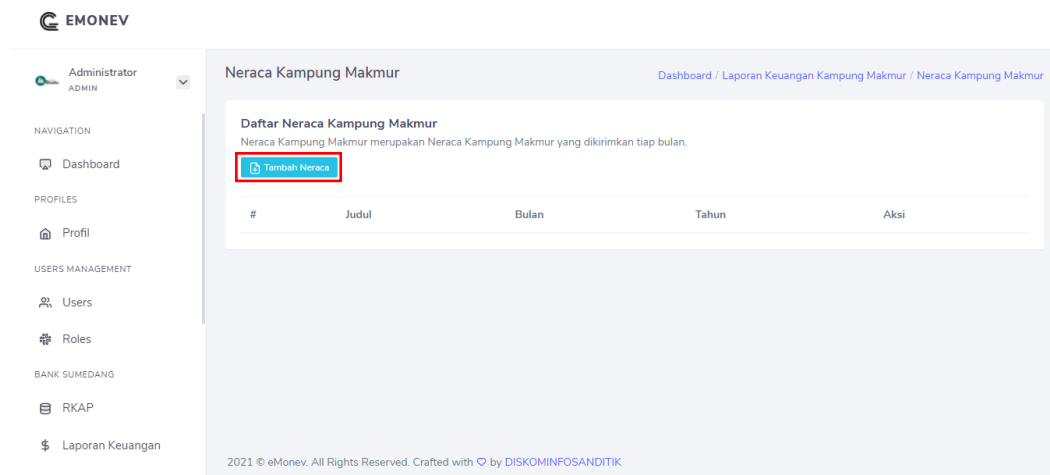 EMONEV
Administrator
ADMIN
NAVIGATION
Dashboard
PROFILES
Profil
USERS MANAGEMENT
Users
Roles
BANK SUMEDANG
RKAP
Laporan Keuangan
Neraca Kampung Makmur
Dashboard / Laporan Keuangan Kampung Makmur / Neraca Kampung Makmur
Daftar Neraca Kampung Makmur
Neraca Kampung Makmur merupakan Neraca Kampung Makmur yang dikirimkan tiap bulan.
Tambah Neraca
# Judul Bulan Tahun Aksi
2021 © eMonev. All Rights Reserved. Crafted with ♡ by DISKOMINFOSANDITIK